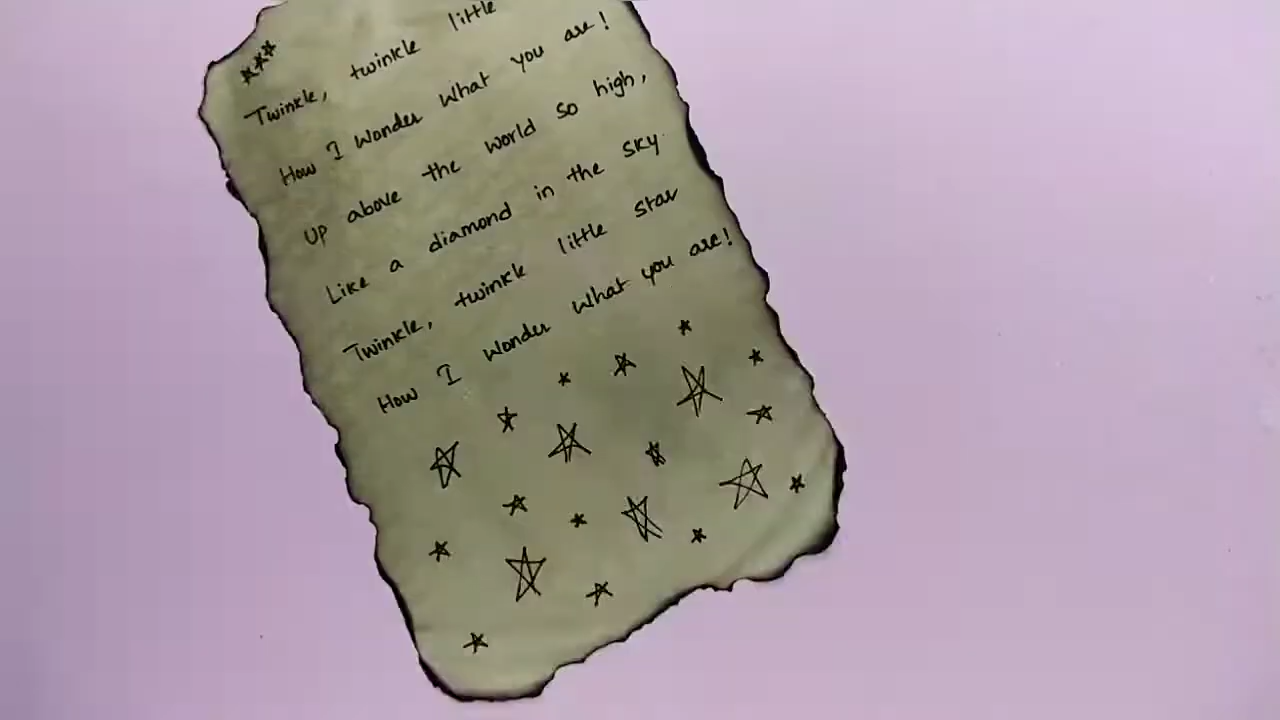 Twinkle, twinkle little
How I Wonder What you are!
Up above the world so high,
Like a diamond in the sky.
Twinkle, twinkle little star
How I Wonder What you are!